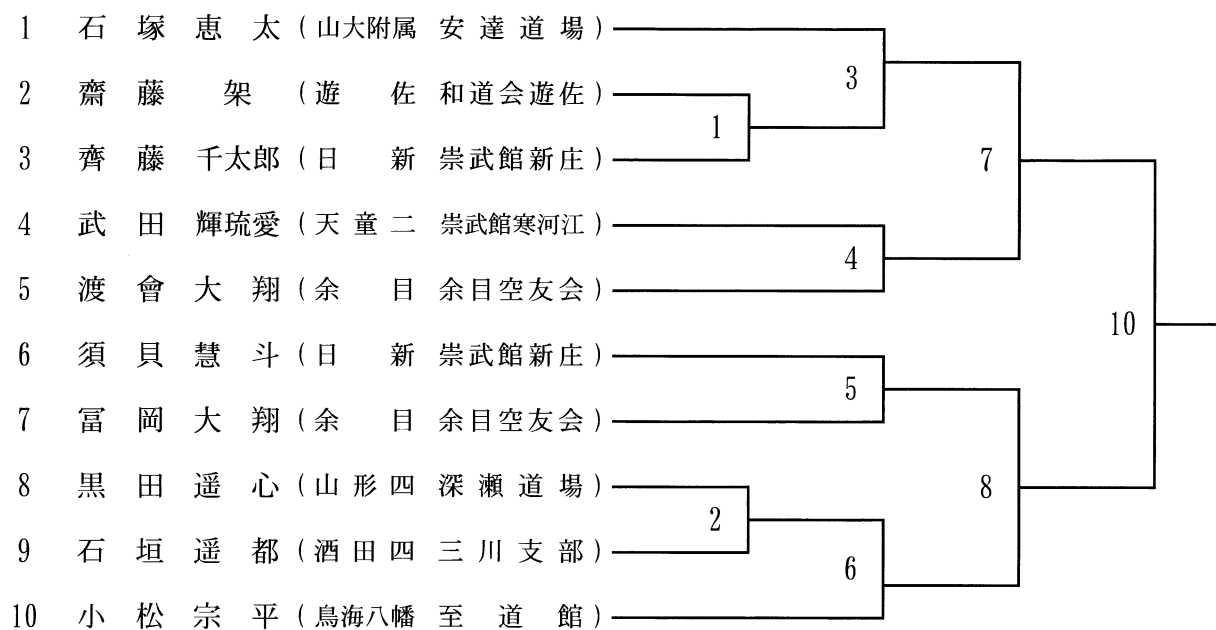 1 石塚恵太(山大附属 安達道場)
2 齋藤架(遊佐 和道会遊佐)
3 齊藤千太郎(日新 崇武館新庄)
4 武田輝琉愛(天童二 崇武館寒河江)
5 渡會大翔(余目 余目空友会)
6 須貝慧斗(日新 崇武館新庄)
7 冨岡大翔(余目 余目空友会)
8 黒田遥心(山形四 深瀬道場)
9 石垣遥都(酒田四 三川支部)
10 小松宗平(鳥海八幡 至道館)
1
2
3
4
5
6
7
8
10